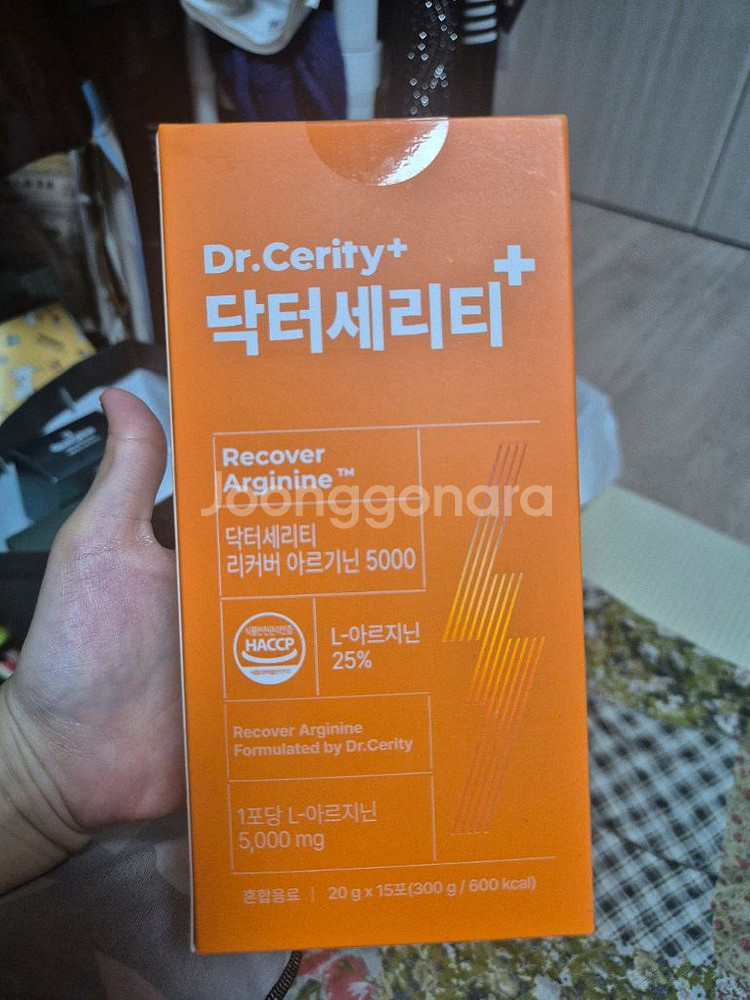 Dr.Cerity+
닥터세리티+
Recover
Arginine™
Joonggonara
닥터세리티
리커버 아르기닌 5000
HACCP
L-아르지닌
25%
Recover Arginine
Formulated by Dr.Cerity
1포당 L-아르지닌
5,000 mg
혼합음료 | 20 g x 15포(300 g / 600 kcal)